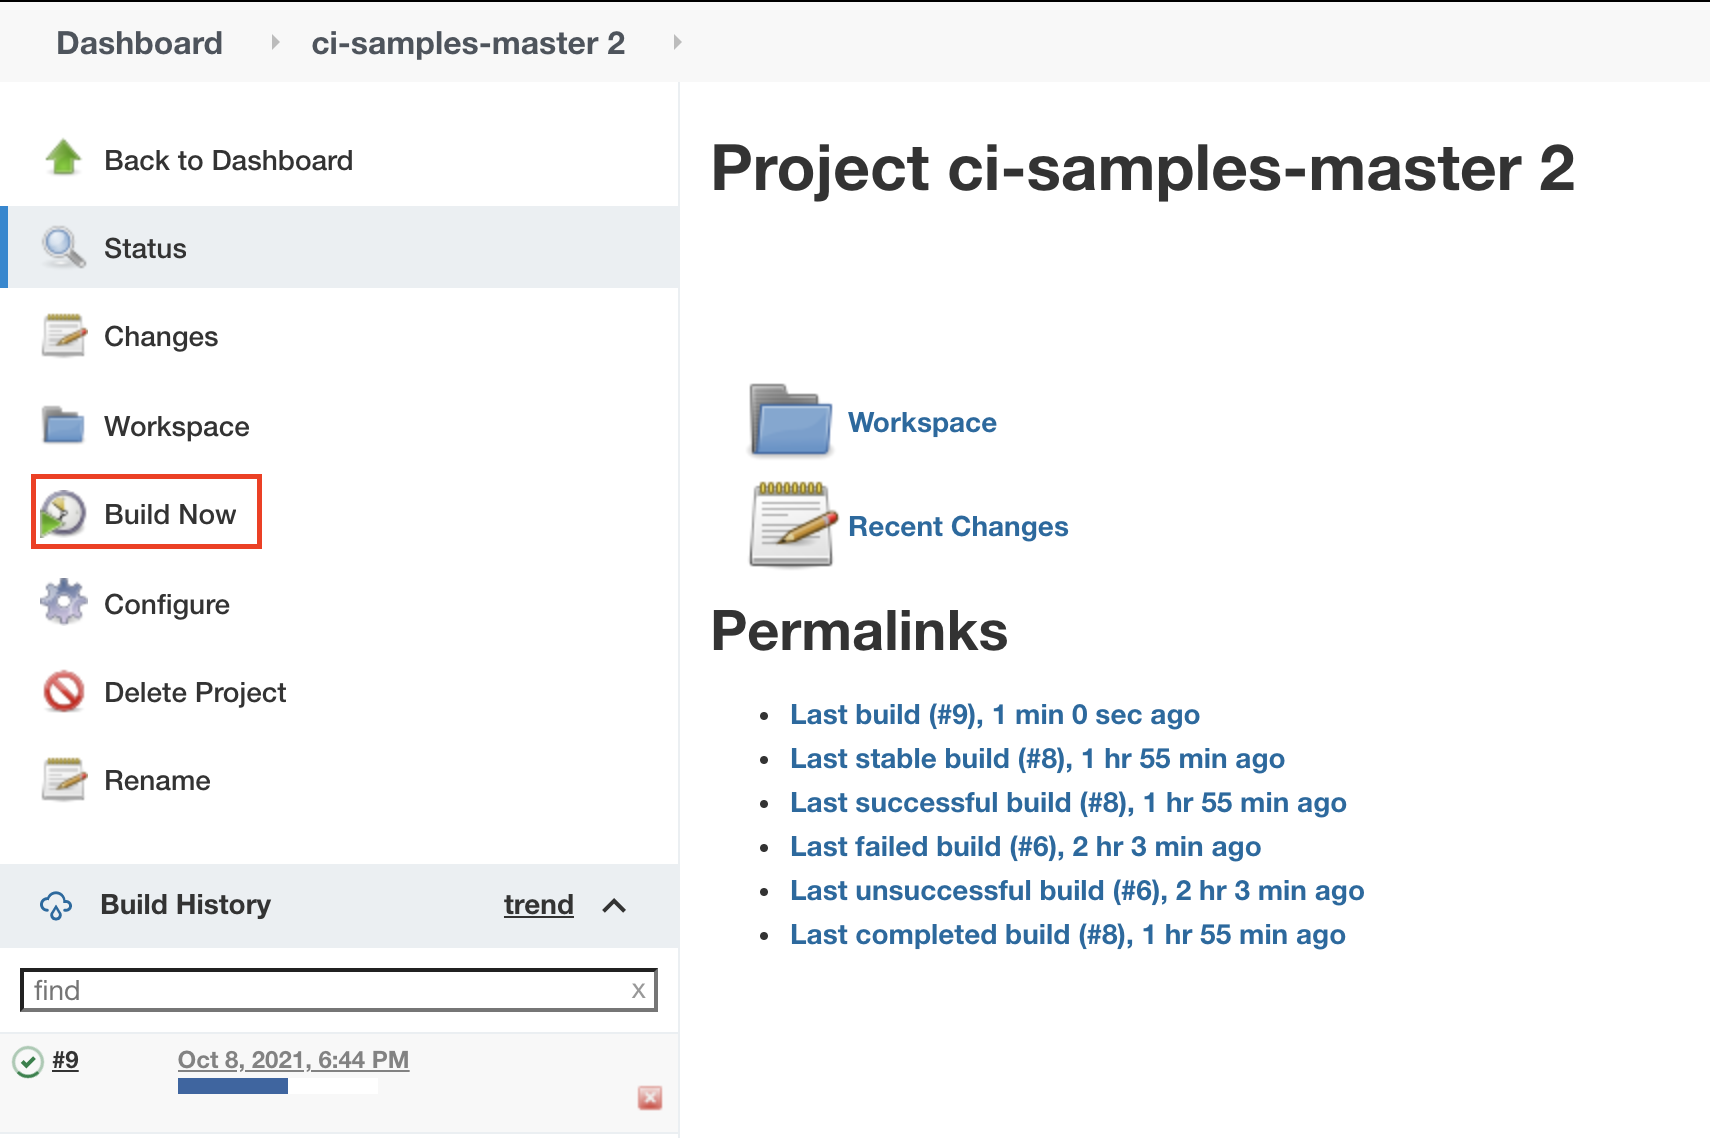 Dashboard ci-samples-master 2
Back to Dashboard
Status
Changes
Workspace
Build Now
Configure
Delete Project
Rename
Build History trend
find x
#9 Oct 8, 2021, 6:44 PM
Project ci-samples-master 2
Workspace
Recent Changes
Permalinks
Last build (#9), 1 min 0 sec ago
Last stable build (#8), 1 hr 55 min ago
Last successful build (#8), 1 hr 55 min ago
Last failed build (#6), 2 hr 3 min ago
Last unsuccessful build (#6), 2 hr 3 min ago
Last completed build (#8), 1 hr 55 min ago